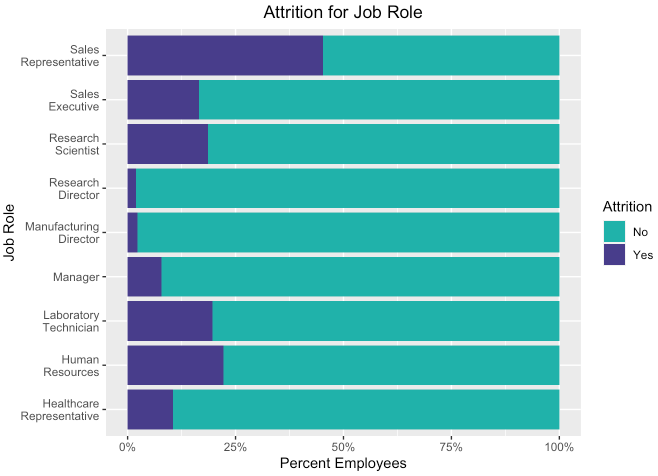 Attrition for Job Role
Sales
Representative
Sales
Executive
Research
Scientist
Research
Director
Manufacturing
Director
Manager
Laboratory
Technician
Human
Resources
Healthcare
Representative
Job Role
0%
25%
50%
75%
100%
Percent Employees
Attrition
No
Yes